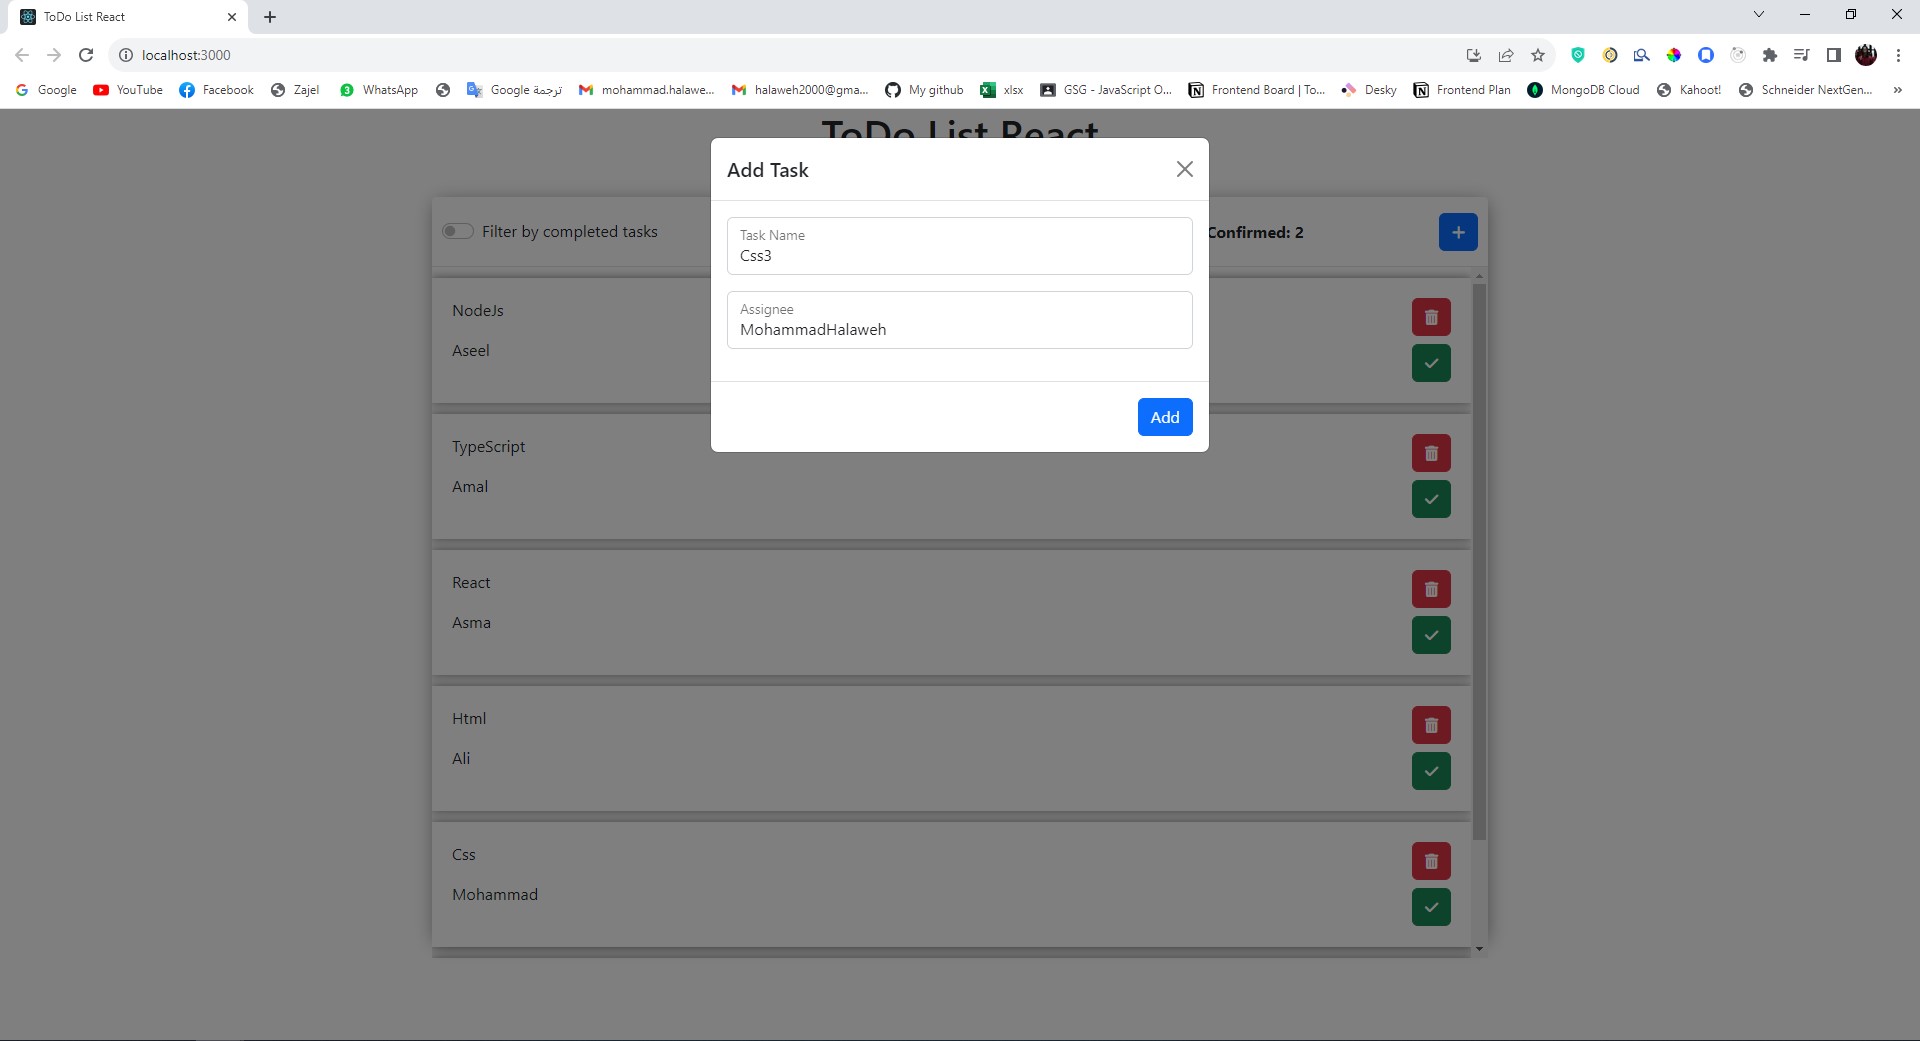 ToDo List React
localhost:3000
Google YouTube Facebook Zajel WhatsApp Google ترجمة mohammad.halawe... halaweh2000@gma... My github xlsx GSG - JavaScript O... Frontend Board | To... Desky Frontend Plan MongoDB Cloud Kahoot! Schneider NextGen... »
ToDo List React
Add Task
Filter by completed tasks
Confirmed: 2
Task Name
Css3
Assignee
MohammadHalaweh
Add
NodeJs
Aseel
TypeScript
Amal
React
Asma
Html
Ali
Css
Mohammad